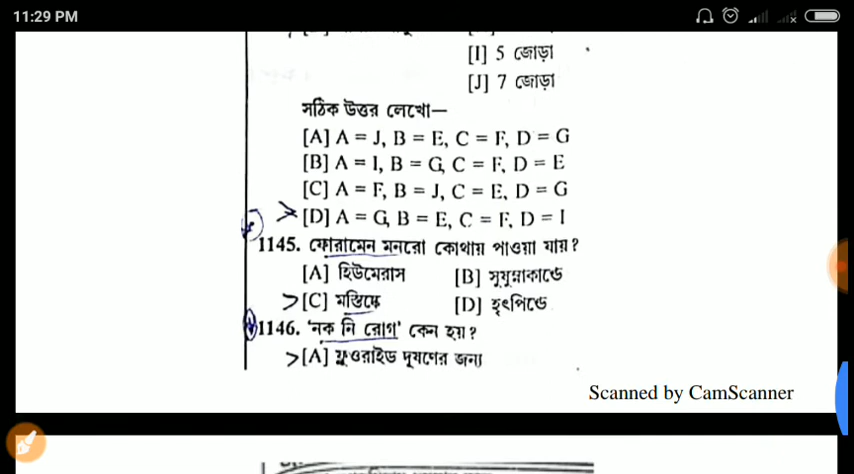 11:29 PM
[I] 5 জোড়া
[J] 7 জোড়া
সঠিক উত্তর লেখো—
[A] A = J, B = E, C = F, D = G
[B] A = I, B = G, C = F, D = E
[C] A = F, B = J, C = E, D = G
[D] A = G, B = E, C = F, D = I
1145. ফোরামেন মনরো কোথায় পাওয়া যায়?
[A] হিউমেরাস [B] সুষুম্নাকাণ্ডে
[C] মস্তিষ্কে [D] হৃৎপিণ্ডে
1146. 'নক নি রোগ' কেন হয়?
[A] ফ্লুওরাইড দূষণের জন্য
Scanned by CamScanner